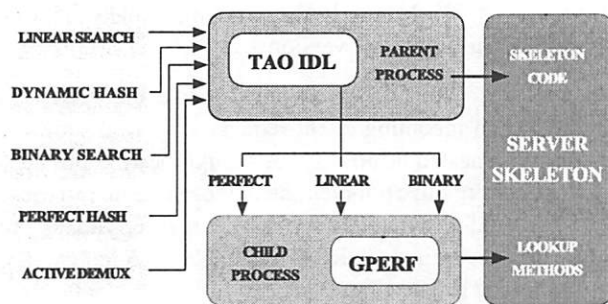 LINEAR SEARCH
DYNAMIC HASH
BINARY SEARCH
PERFECT HASH
ACTIVE DEMUX
TAO IDL
PARENT
PROCESS
PERFECT
LINEAR
BINARY
CHILD
PROCESS
GPERF
SKELETON
CODE
SERVER
SKELETON
LOOKUP
METHODS